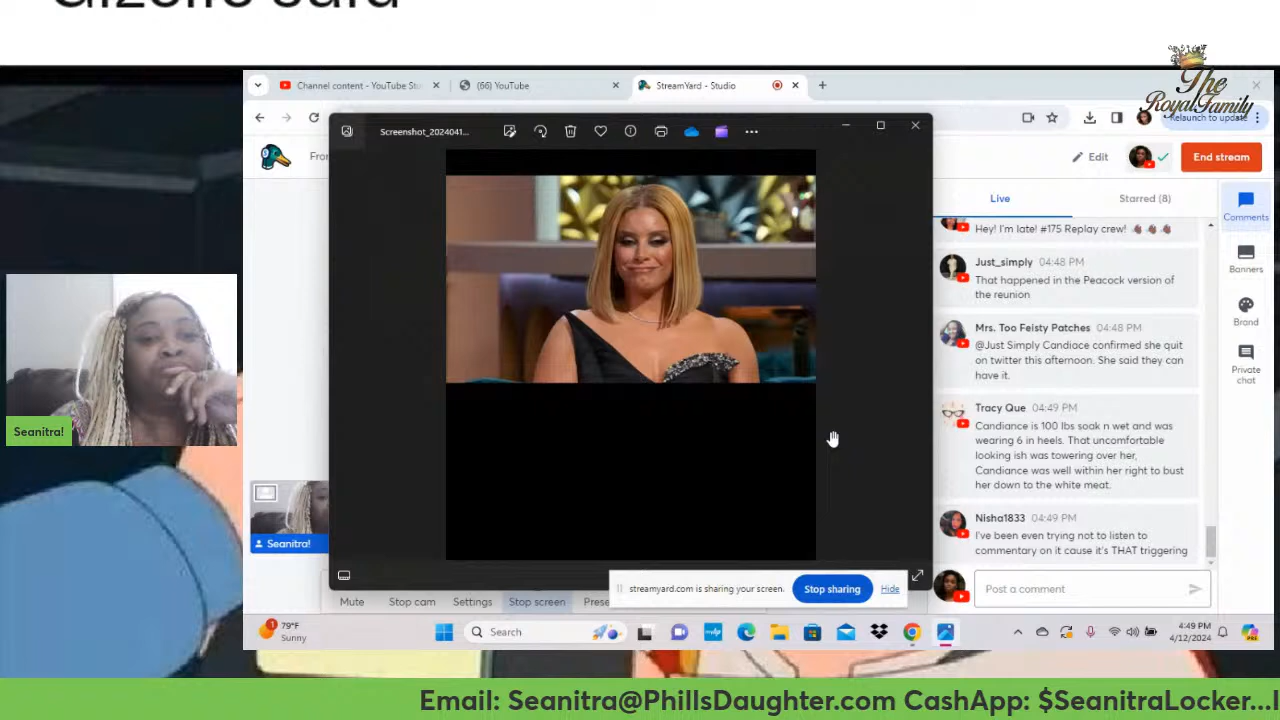 The
Royal Family
Channel content - YouTube Stu
(66) YouTube
StreamYard - Studio
Relaunch to update
Screenshot_2024041...
Edit
End stream
Live
Starred (8)
Comments
Hey! I'm late! #175 Replay crew!
Just_simply 04:48 PM
That happened in the Peacock version of
the reunion
Banners
Mrs. Too Feisty Patches 04:48 PM
@Just Simply Candiace confirmed she quit
on twitter this afternoon. She said they can
have it.
Brand
Private
chat
Tracy Que 04:49 PM
Candiance is 100 lbs soak n wet and was
wearing 6 in heels. That uncomfortable
looking ish was towering over her,
Candiance was well within her right to bust
her down to the white meat.
Nisha1833 04:49 PM
I've been even trying not to listen to
commentary on it cause it's THAT triggering
Seanitra!
Seanitra!
streamyard.com is sharing your screen.
Stop sharing
Hide
Post a comment
Mute
Stop cam
Settings
Stop screen
Prese
1
79°F
Sunny
Search
4:49 PM
4/12/2024
Email: Seanitra@PhillsDaughter.com CashApp: $SeanitraLocker...I